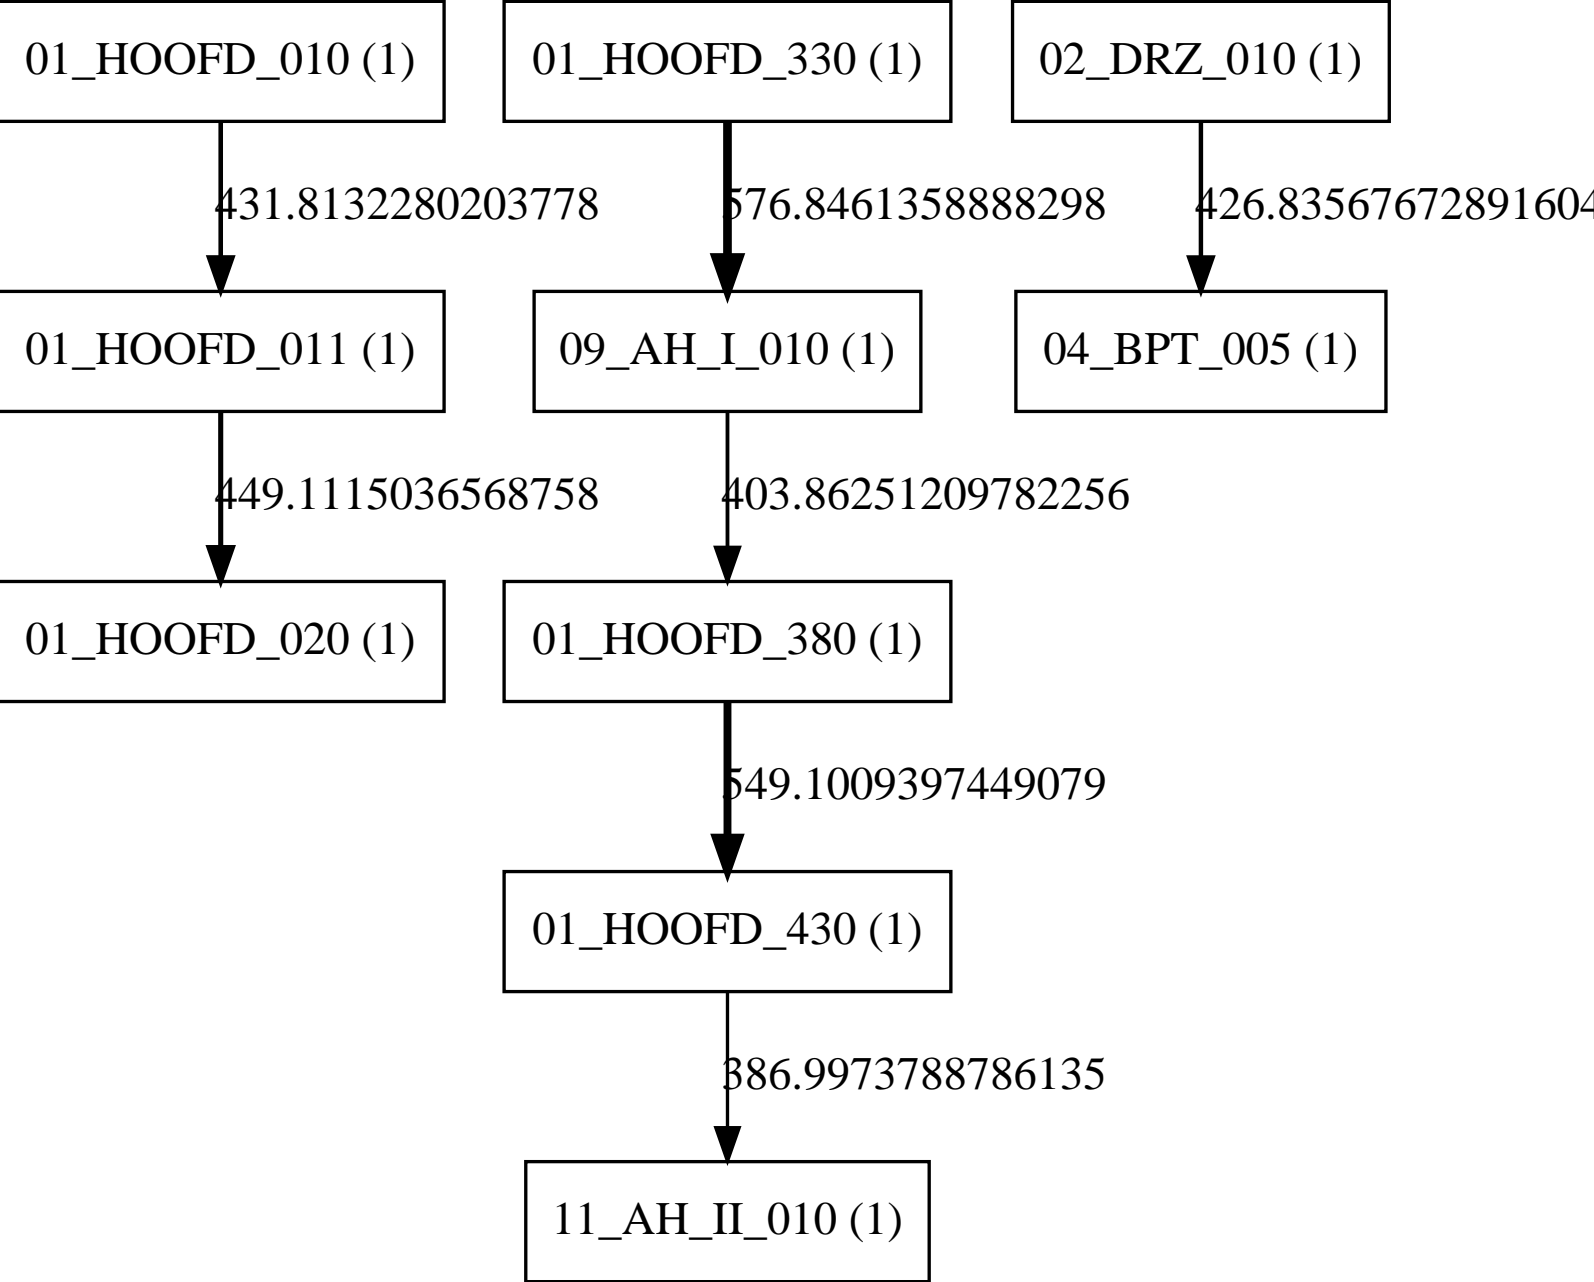 01_HOOFD_010 (1)
01_HOOFD_330 (1)
02_DRZ_010 (1)
431.8132280203778
576.8461358888298
426.83567672891604
01_HOOFD_011 (1)
09_AH_I_010 (1)
04_BPT_005 (1)
449.1115036568758
403.86251209782256
01_HOOFD_020 (1)
01_HOOFD_380 (1)
549.1009397449079
01_HOOFD_430 (1)
386.9973788786135
11_AH_II_010 (1)